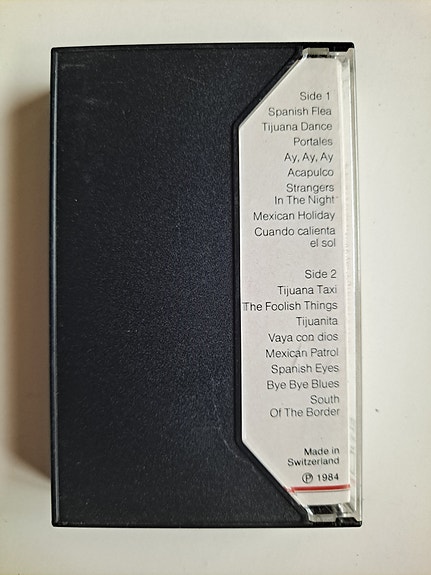 Side 1
Spanish Flea
Tijuana Dance
Portales
Ay, Ay, Ay
Acapulco
Strangers
In The Night
Mexican Holiday
Cuando calienta
el sol
Side 2
Tijuana Taxi
The Foolish Things
Tijuanita
Vaya con dios
Mexican Patrol
Spanish Eyes
Bye Bye Blues
South
Of The Border
Made in
Switzerland
℗ 1984